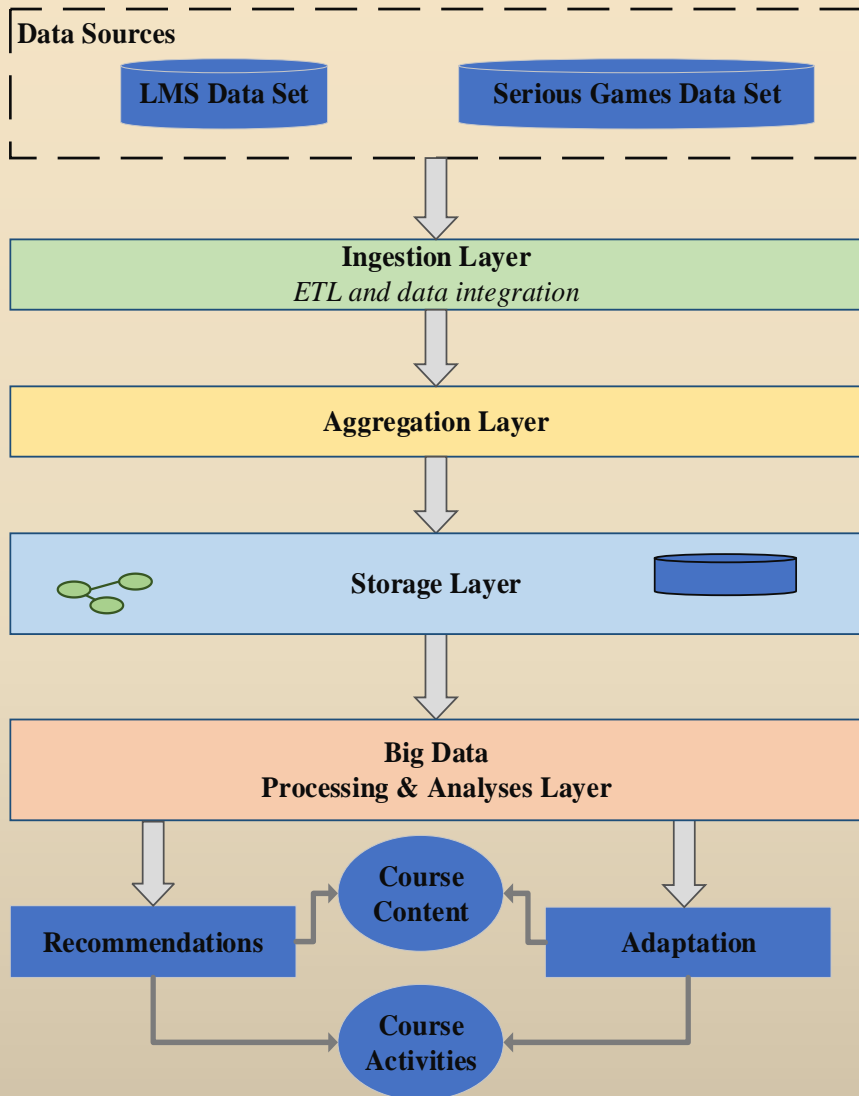 Data Sources
LMS Data Set
Serious Games Data Set
Ingestion Layer
ETL and data integration
Aggregation Layer
Storage Layer
Big Data
Processing & Analyses Layer
Course
Content
Recommendations
Adaptation
Course
Activities